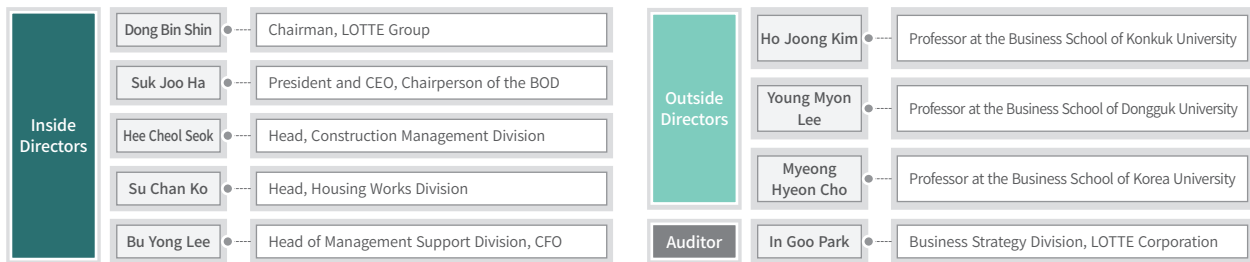 Inside
Directors
Dong Bin Shin
Chairman, LOTTE Group
Suk Joo Ha
President and CEO, Chairperson of the BOD
Hee Cheol Seok
Head, Construction Management Division
Su Chan Ko
Head, Housing Works Division
Bu Yong Lee
Head of Management Support Division, CFO
Outside
Directors
Ho Joong Kim
Professor at the Business School of Konkuk University
Young Myon
Lee
Professor at the Business School of Dongguk University
Myeong
Hyeon Cho
Professor at the Business School of Korea University
Auditor
In Goo Park
Business Strategy Division, LOTTE Corporation